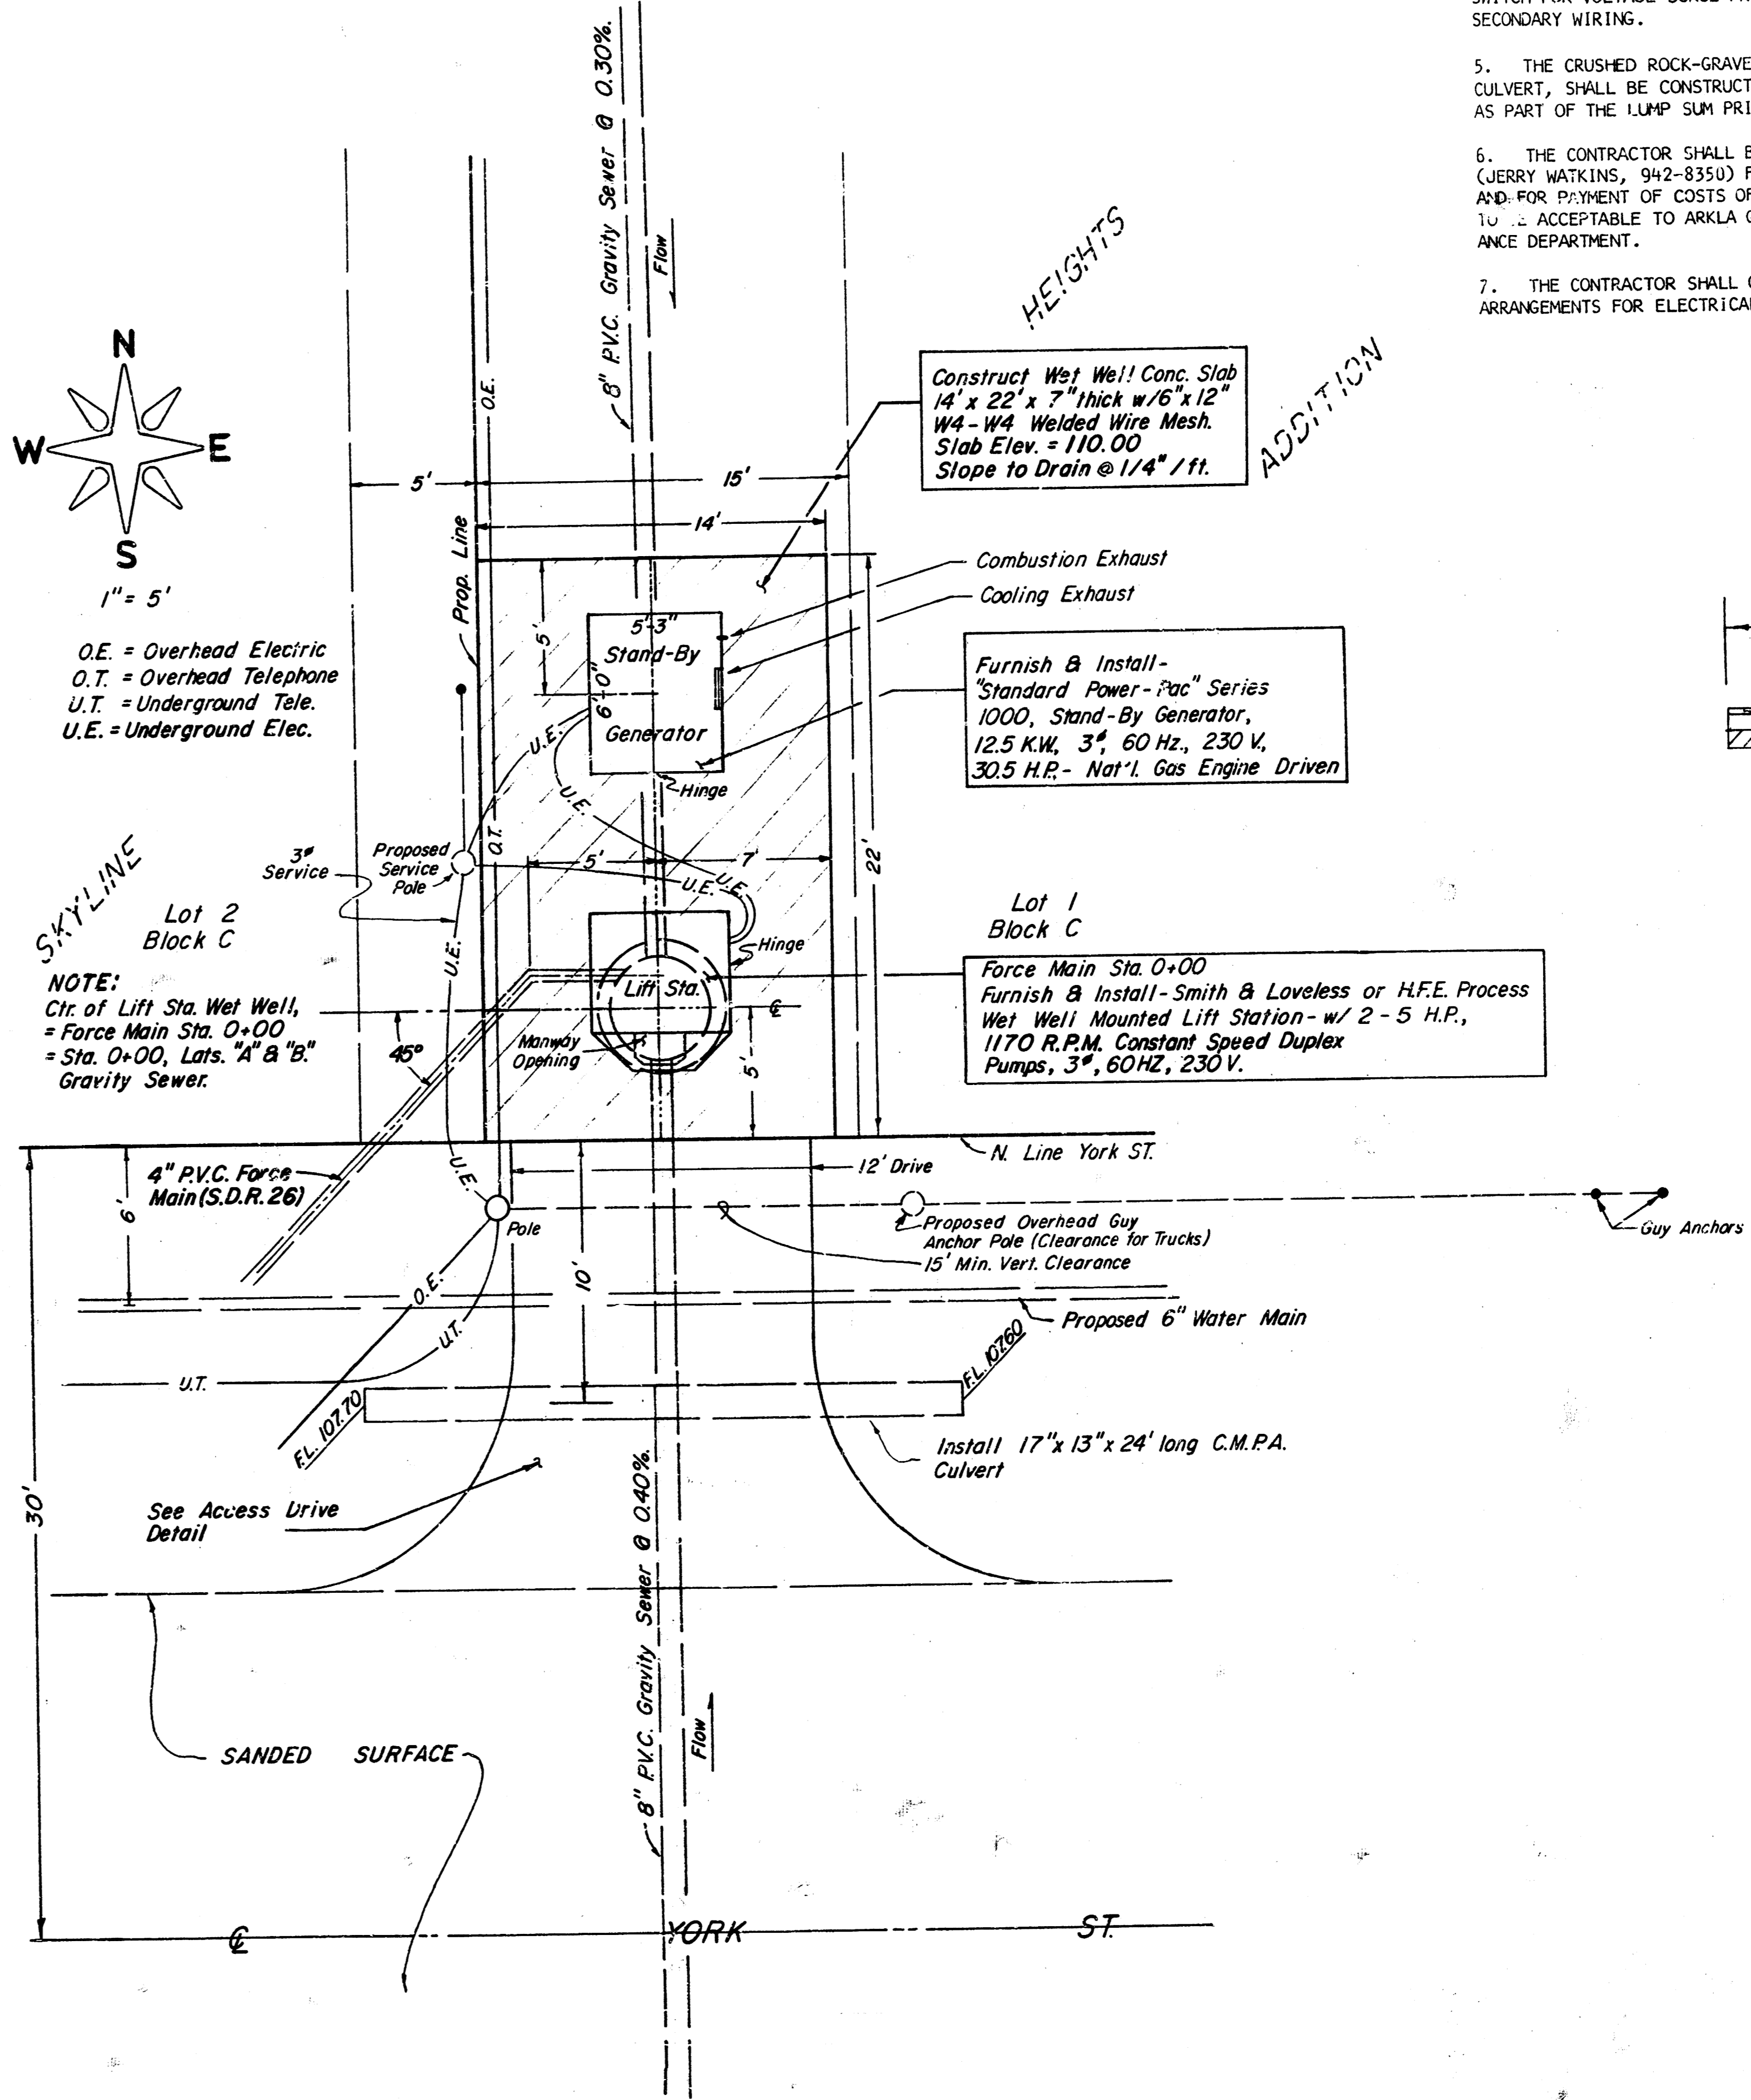 SECONDARY WIRING.
5. THE CRUSHED ROCK-GRAVE
CULVERT, SHALL BE CONSTRUCT
AS PART OF THE LUMP SUM PRI
6. THE CONTRACTOR SHALL B
(JERRY WATKINS, 942-8350) F
AND FOR PAYMENT OF COSTS OF
ACCEPTABLE TO ARKLA
ANCE DEPARTMENT.
7. THE CONTRACTOR SHALL
ARRANGEMENTS FOR ELECTRICA
8" P.V.C. Gravity Sewer @ 0.30%.
Flow
O.E.
HEIGHTS
ADDITION
N
W
E
S
1" = 5'
O.E. = Overhead Electric
O.T. = Overhead Telephone
U.T. = Underground Tele.
U.E. = Underground Elec.
Construct Wet Well Conc. Slab
14' x 22' x 7" thick w/6" x 12"
W4-W4 Welded Wire Mesh.
Slab Elev. = 110.00
Slope to Drain @ 1/4" / ft.
5'
15'
14'
Prop. Line
5'
5'-3"
6'-0"
Stand-By
Generator
Combustion Exhaust
Cooling Exhaust
Furnish & Install-
"Standard Power-Pac" Series
1000, Stand-By Generator,
12.5 K.W., 3ø, 60 Hz., 230 V.,
30.5 H.P.,- Nat'l. Gas Engine Driven
U.E.
Hinge
U.E.
O.T.
3ø
Service
Proposed
Service
Pole
5'
7'
22'
U.E.
U.E.
SKYLINE
Lot 2
Block C
Lot 1
Block C
U.E.
Hinge
Lift Sta.
℄
Manway
Opening
5'
45°
NOTE:
Ctr. of Lift Sta. Wet Well,
= Force Main Sta. 0+00
= Sta. 0+00, Lats. "A" & "B."
Gravity Sewer.
Force Main Sta. 0+00
Furnish & Install-Smith & Loveless or H.F.E. Process
Wet Well Mounted Lift Station- w/ 2-5 H.P.,
1170 R.P.M. Constant Speed Duplex
Pumps, 3ø, 60HZ, 230 V.
N. Line York ST.
12' Drive
4" P.V.C. Force
Main (S.D.R. 26)
6'
U.E.
Pole
10'
Proposed Overhead Guy
Anchor Pole (Clearance for Trucks)
15' Min. Vert. Clearance
Guy Anchors
O.E.
U.T.
U.T.
Proposed 6" Water Main
F.L. 107.70
F.L. 107.60
Install 17" x 13" x 24' long C.M.P.A.
Culvert
See Access Drive
Detail
30'
8" P.V.C. Gravity Sewer @ 0.40%.
Flow
SANDED SURFACE
℄
YORK ST.